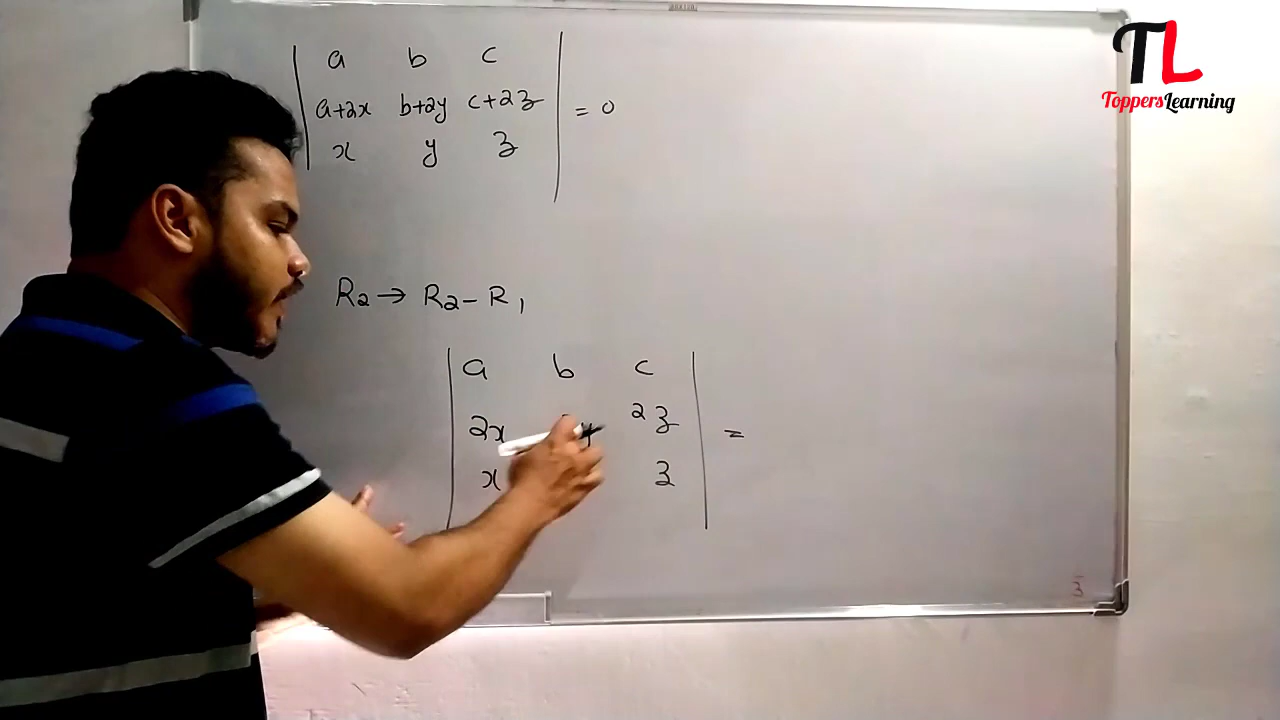 TL
ToppersLearning
a b c
a+2x b+2y c+2z = 0
x y z
R2 → R2 - R1
a b c
2x y 2z =
x z